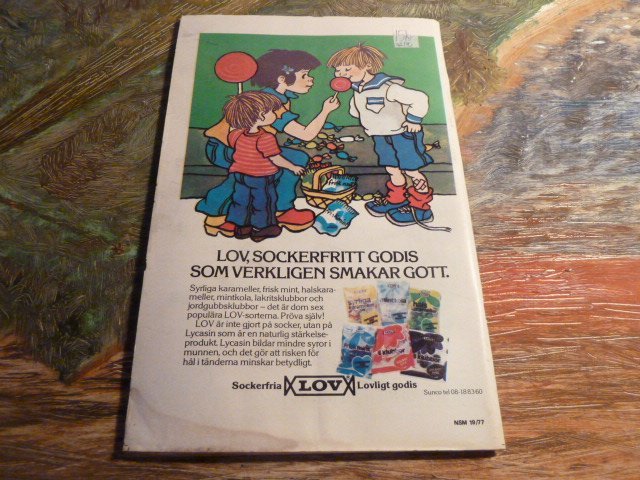 LOV, SOCKERFRITT GODIS
SOM VERKLIGEN SMAKAR GOTT.
Syrliga karameller, frisk mint, halskara-
meller, mintkola, lakritsklubbor och
jordgubbsklubbor – det är dom sex
populära LOV-sorterna. Pröva själv!
LOV är inte gjort på socker, utan på
Lycasin som är en naturlig stärkelse-
produkt. Lycasin bildar mindre syror i
munnen, och det gör att risken för
hål i tänderna minskar betydligt.
Sockerfria LOV Lovligt godis
Sunco tel 08-18 83 60
NSM 19/77